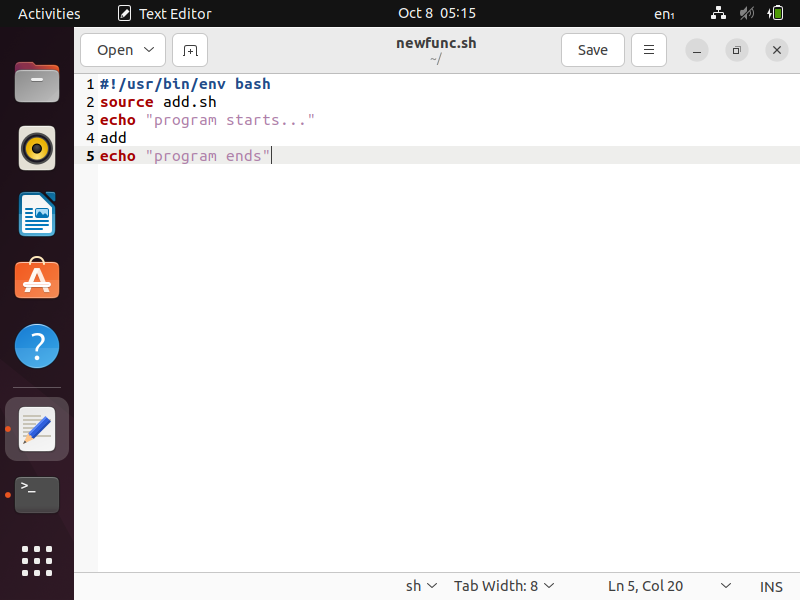 Activities Text Editor Oct 8 05:15 en₁
Open newfunc.sh Save
~/
1 #!/usr/bin/env bash
2 source add.sh
3 echo "program starts..."
4 add
5 echo "program ends"
sh Tab Width: 8 Ln 5, Col 20 INS